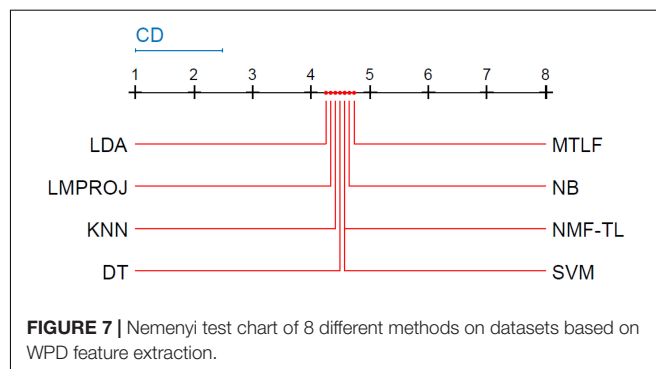 CD
1 2 3 4 5 6 7 8
LDA MTLF
LMPROJ NB
KNN NMF-TL
DT SVM
FIGURE 7 | Nemenyi test chart of 8 different methods on datasets based on
WPD feature extraction.